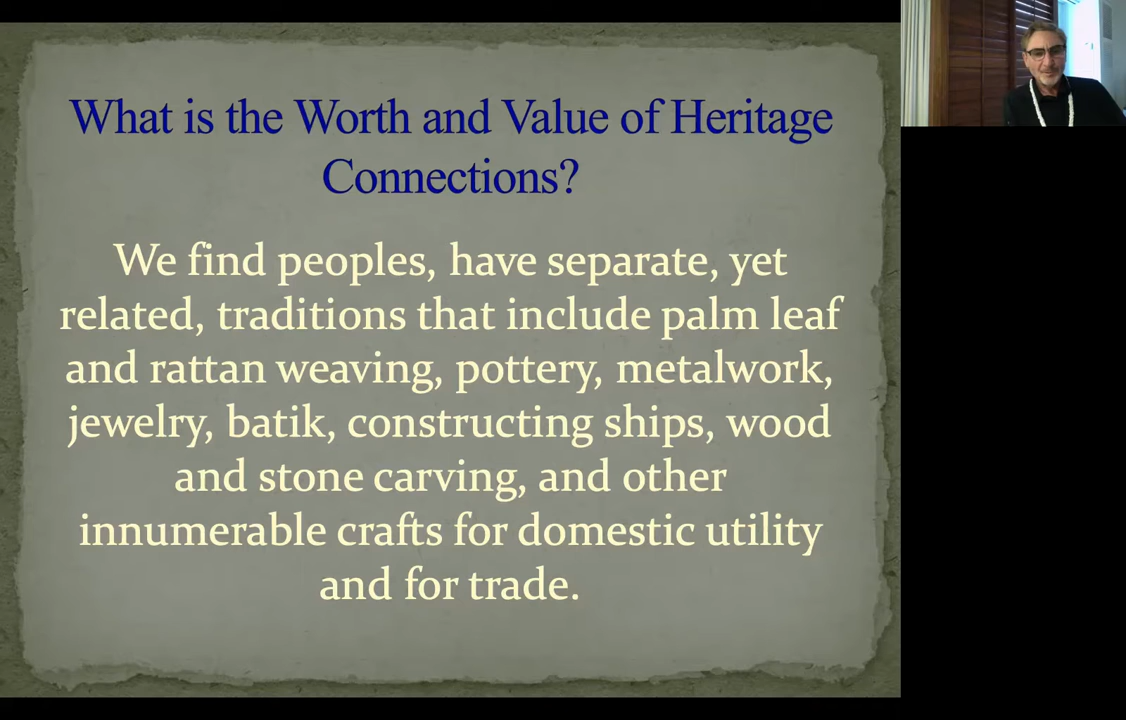 What is the Worth and Value of Heritage
Connections?
We find peoples, have separate, yet
related, traditions that include palm leaf
and rattan weaving, pottery, metalwork,
jewelry, batik, constructing ships, wood
and stone carving, and other
innumerable crafts for domestic utility
and for trade.